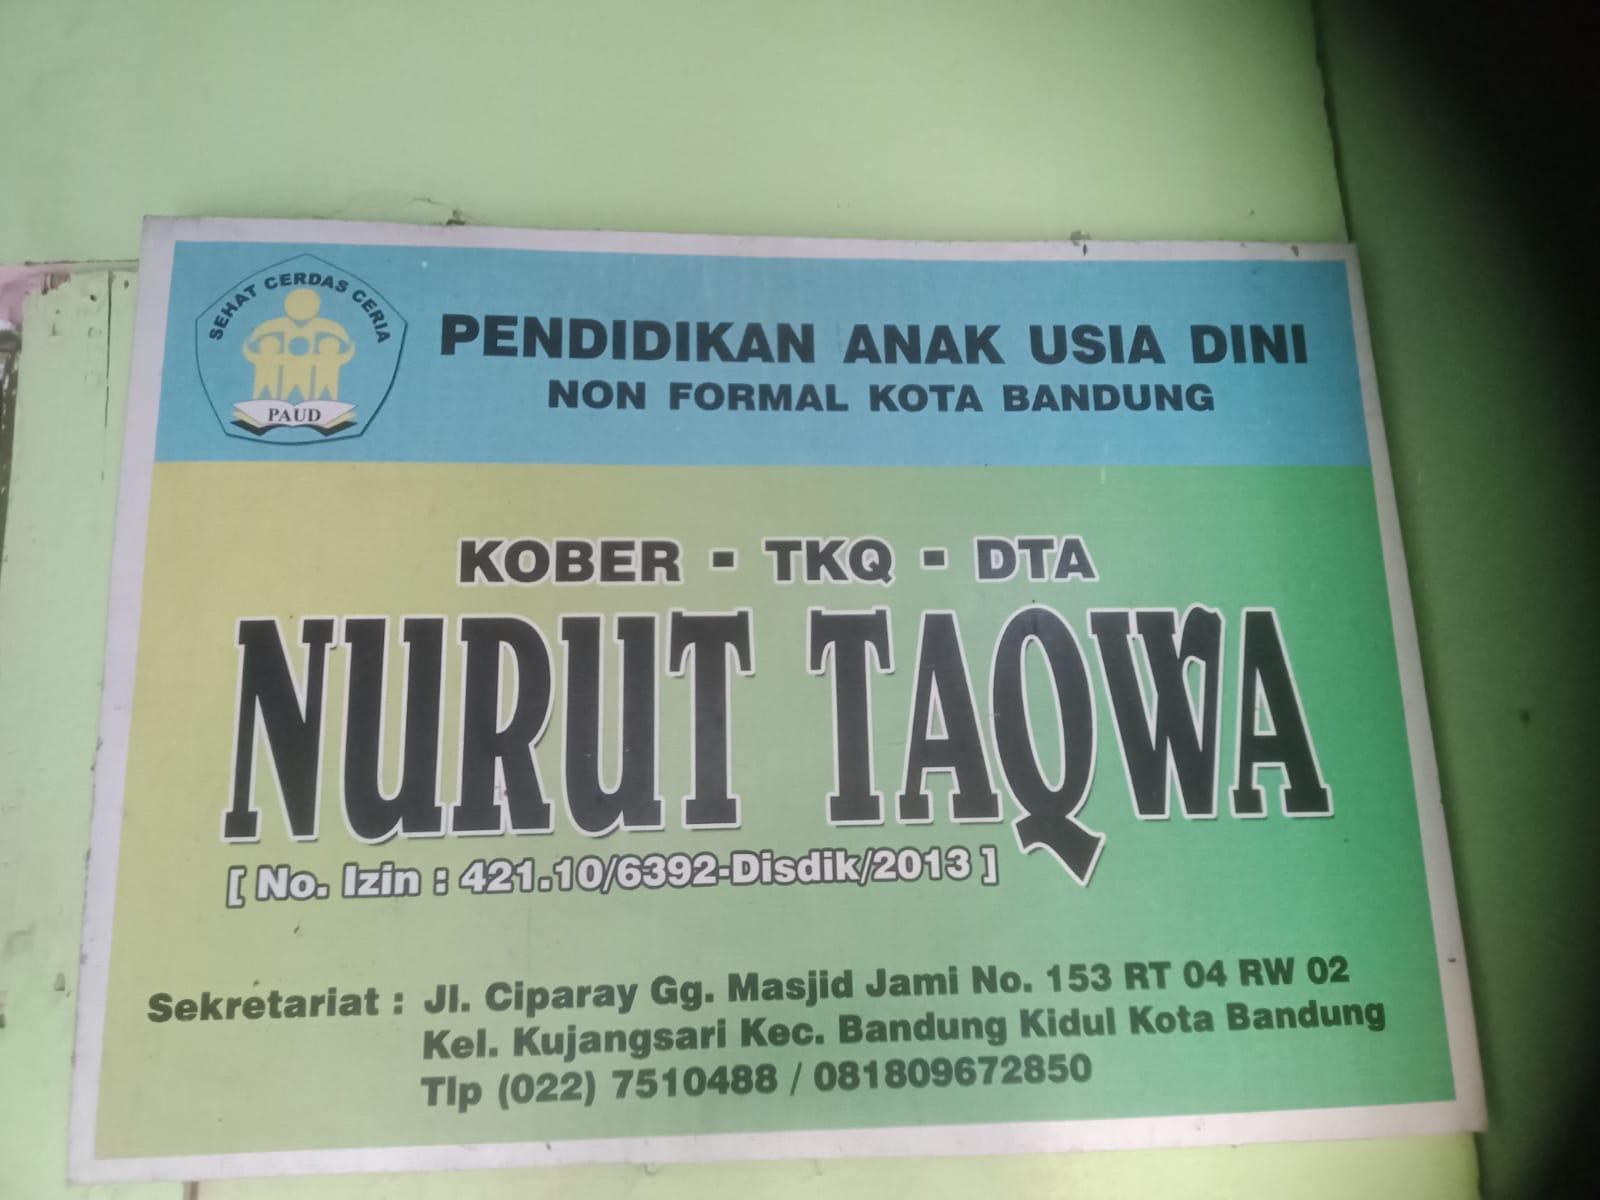 SEHAT CERDAS CERIA
PAUD
PENDIDIKAN ANAK USIA DINI
NON FORMAL KOTA BANDUNG
KOBER - TKQ - DTA
NURUT TAQWA
[ No. Izin : 421.10/6392-Disdik/2013 ]
Sekretariat : Jl. Ciparay Gg. Masjid Jami No. 153 RT 04 RW 02
Kel. Kujangsari Kec. Bandung Kidul Kota Bandung
Tlp (022) 7510488 / 081809672850